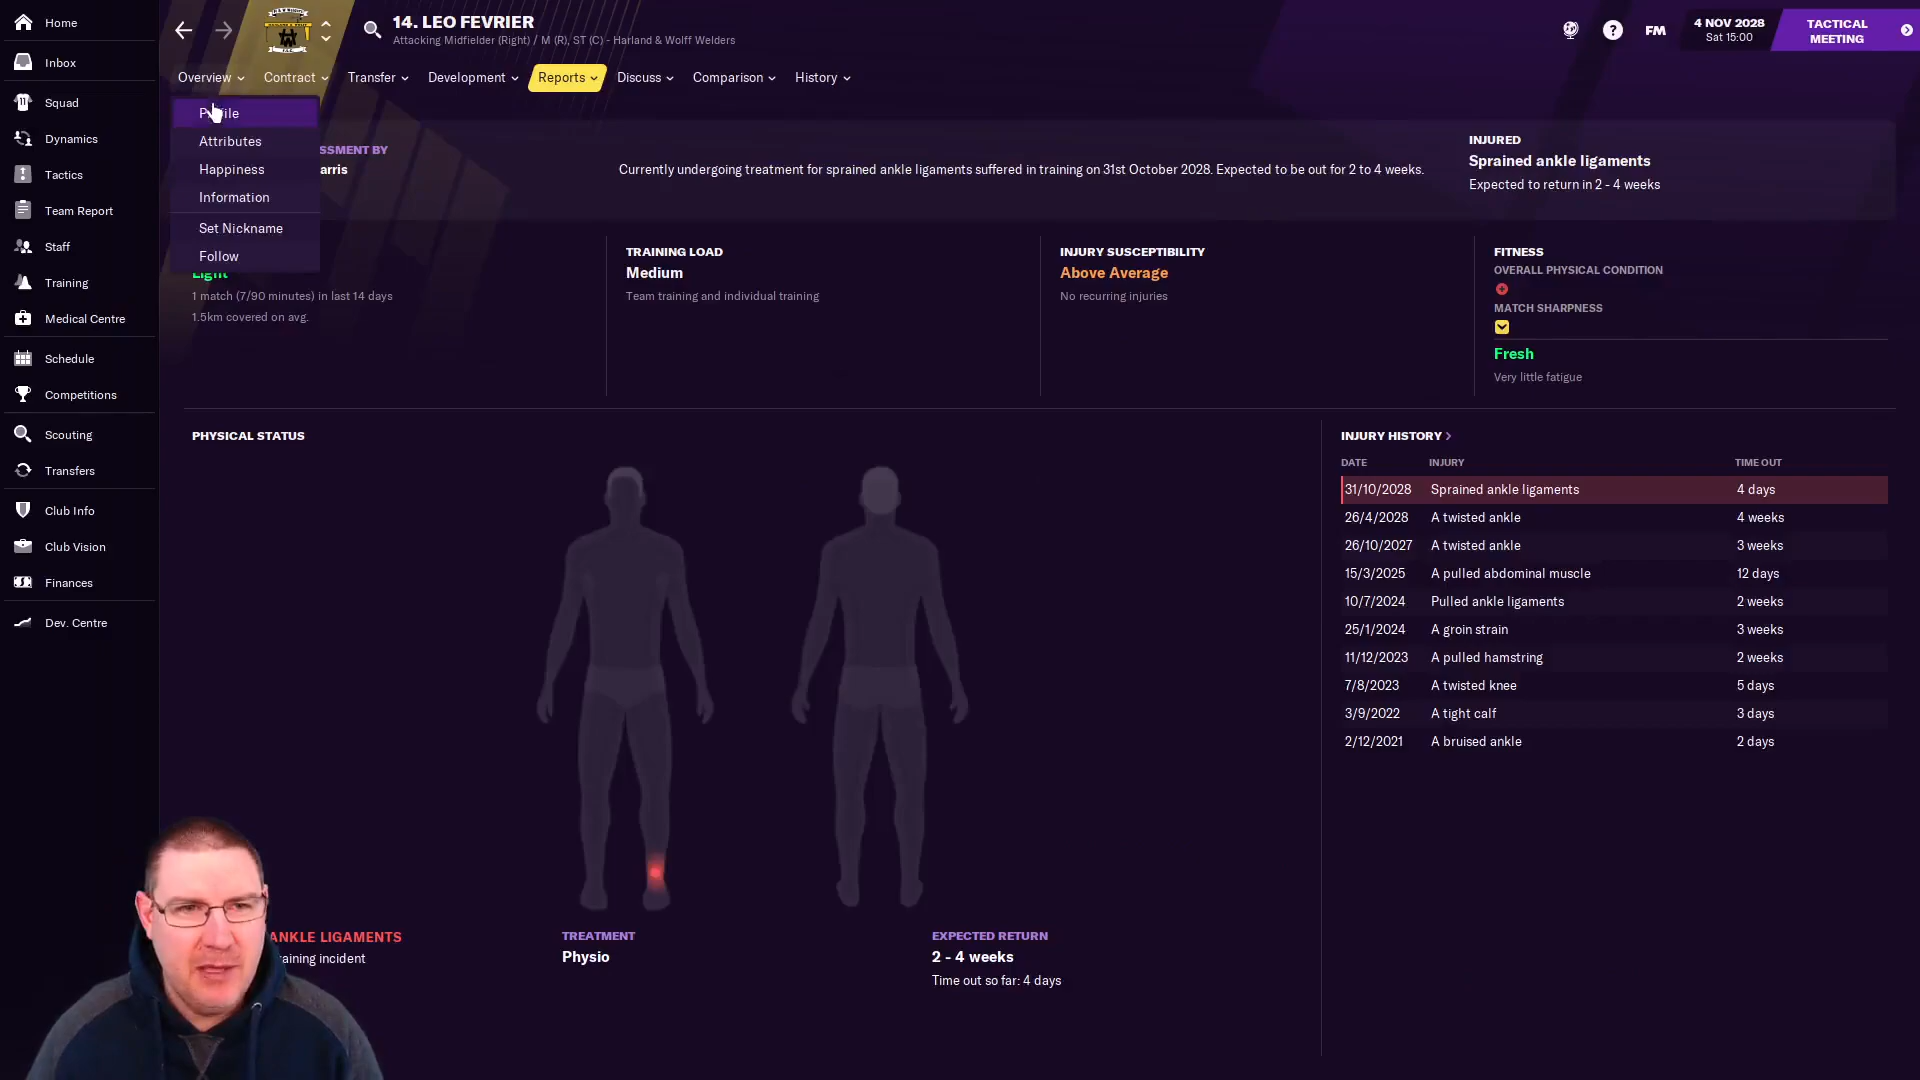 Home
Inbox
Squad
Dynamics
Tactics
Team Report
Staff
Training
Medical Centre
Schedule
Competitions
Scouting
Transfers
Club Info
Club Vision
Finances
Dev. Centre
14. LEO FEVRIER
Attacking Midfielder (Right) / M (R), ST (C) - Harland & Wolff Welders
FM
4 NOV 2028
Sat 15:00
TACTICAL MEETING
Overview
Contract
Transfer
Development
Reports
Discuss
Comparison
History
Attributes
Happiness
Information
Set Nickname
Follow
SSMENT BY
arris
Currently undergoing treatment for sprained ankle ligaments suffered in training on 31st October 2028. Expected to be out for 2 to 4 weeks.
INJURED
Sprained ankle ligaments
Expected to return in 2 - 4 weeks
Light
1 match (7/90 minutes) in last 14 days
1.5km covered on avg.
TRAINING LOAD
Medium
Team training and individual training
INJURY SUSCEPTIBILITY
Above Average
No recurring injuries
FITNESS
OVERALL PHYSICAL CONDITION
MATCH SHARPNESS
Fresh
Very little fatigue
PHYSICAL STATUS
INJURY HISTORY
DATE INJURY TIME OUT
31/10/2028 Sprained ankle ligaments 4 days
26/4/2028 A twisted ankle 4 weeks
26/10/2027 A twisted ankle 3 weeks
15/3/2025 A pulled abdominal muscle 12 days
10/7/2024 Pulled ankle ligaments 2 weeks
25/1/2024 A groin strain 3 weeks
11/12/2023 A pulled hamstring 2 weeks
7/8/2023 A twisted knee 5 days
3/9/2022 A tight calf 3 days
2/12/2021 A bruised ankle 2 days
ANKLE LIGAMENTS
raining incident
TREATMENT
Physio
EXPECTED RETURN
2 - 4 weeks
Time out so far: 4 days